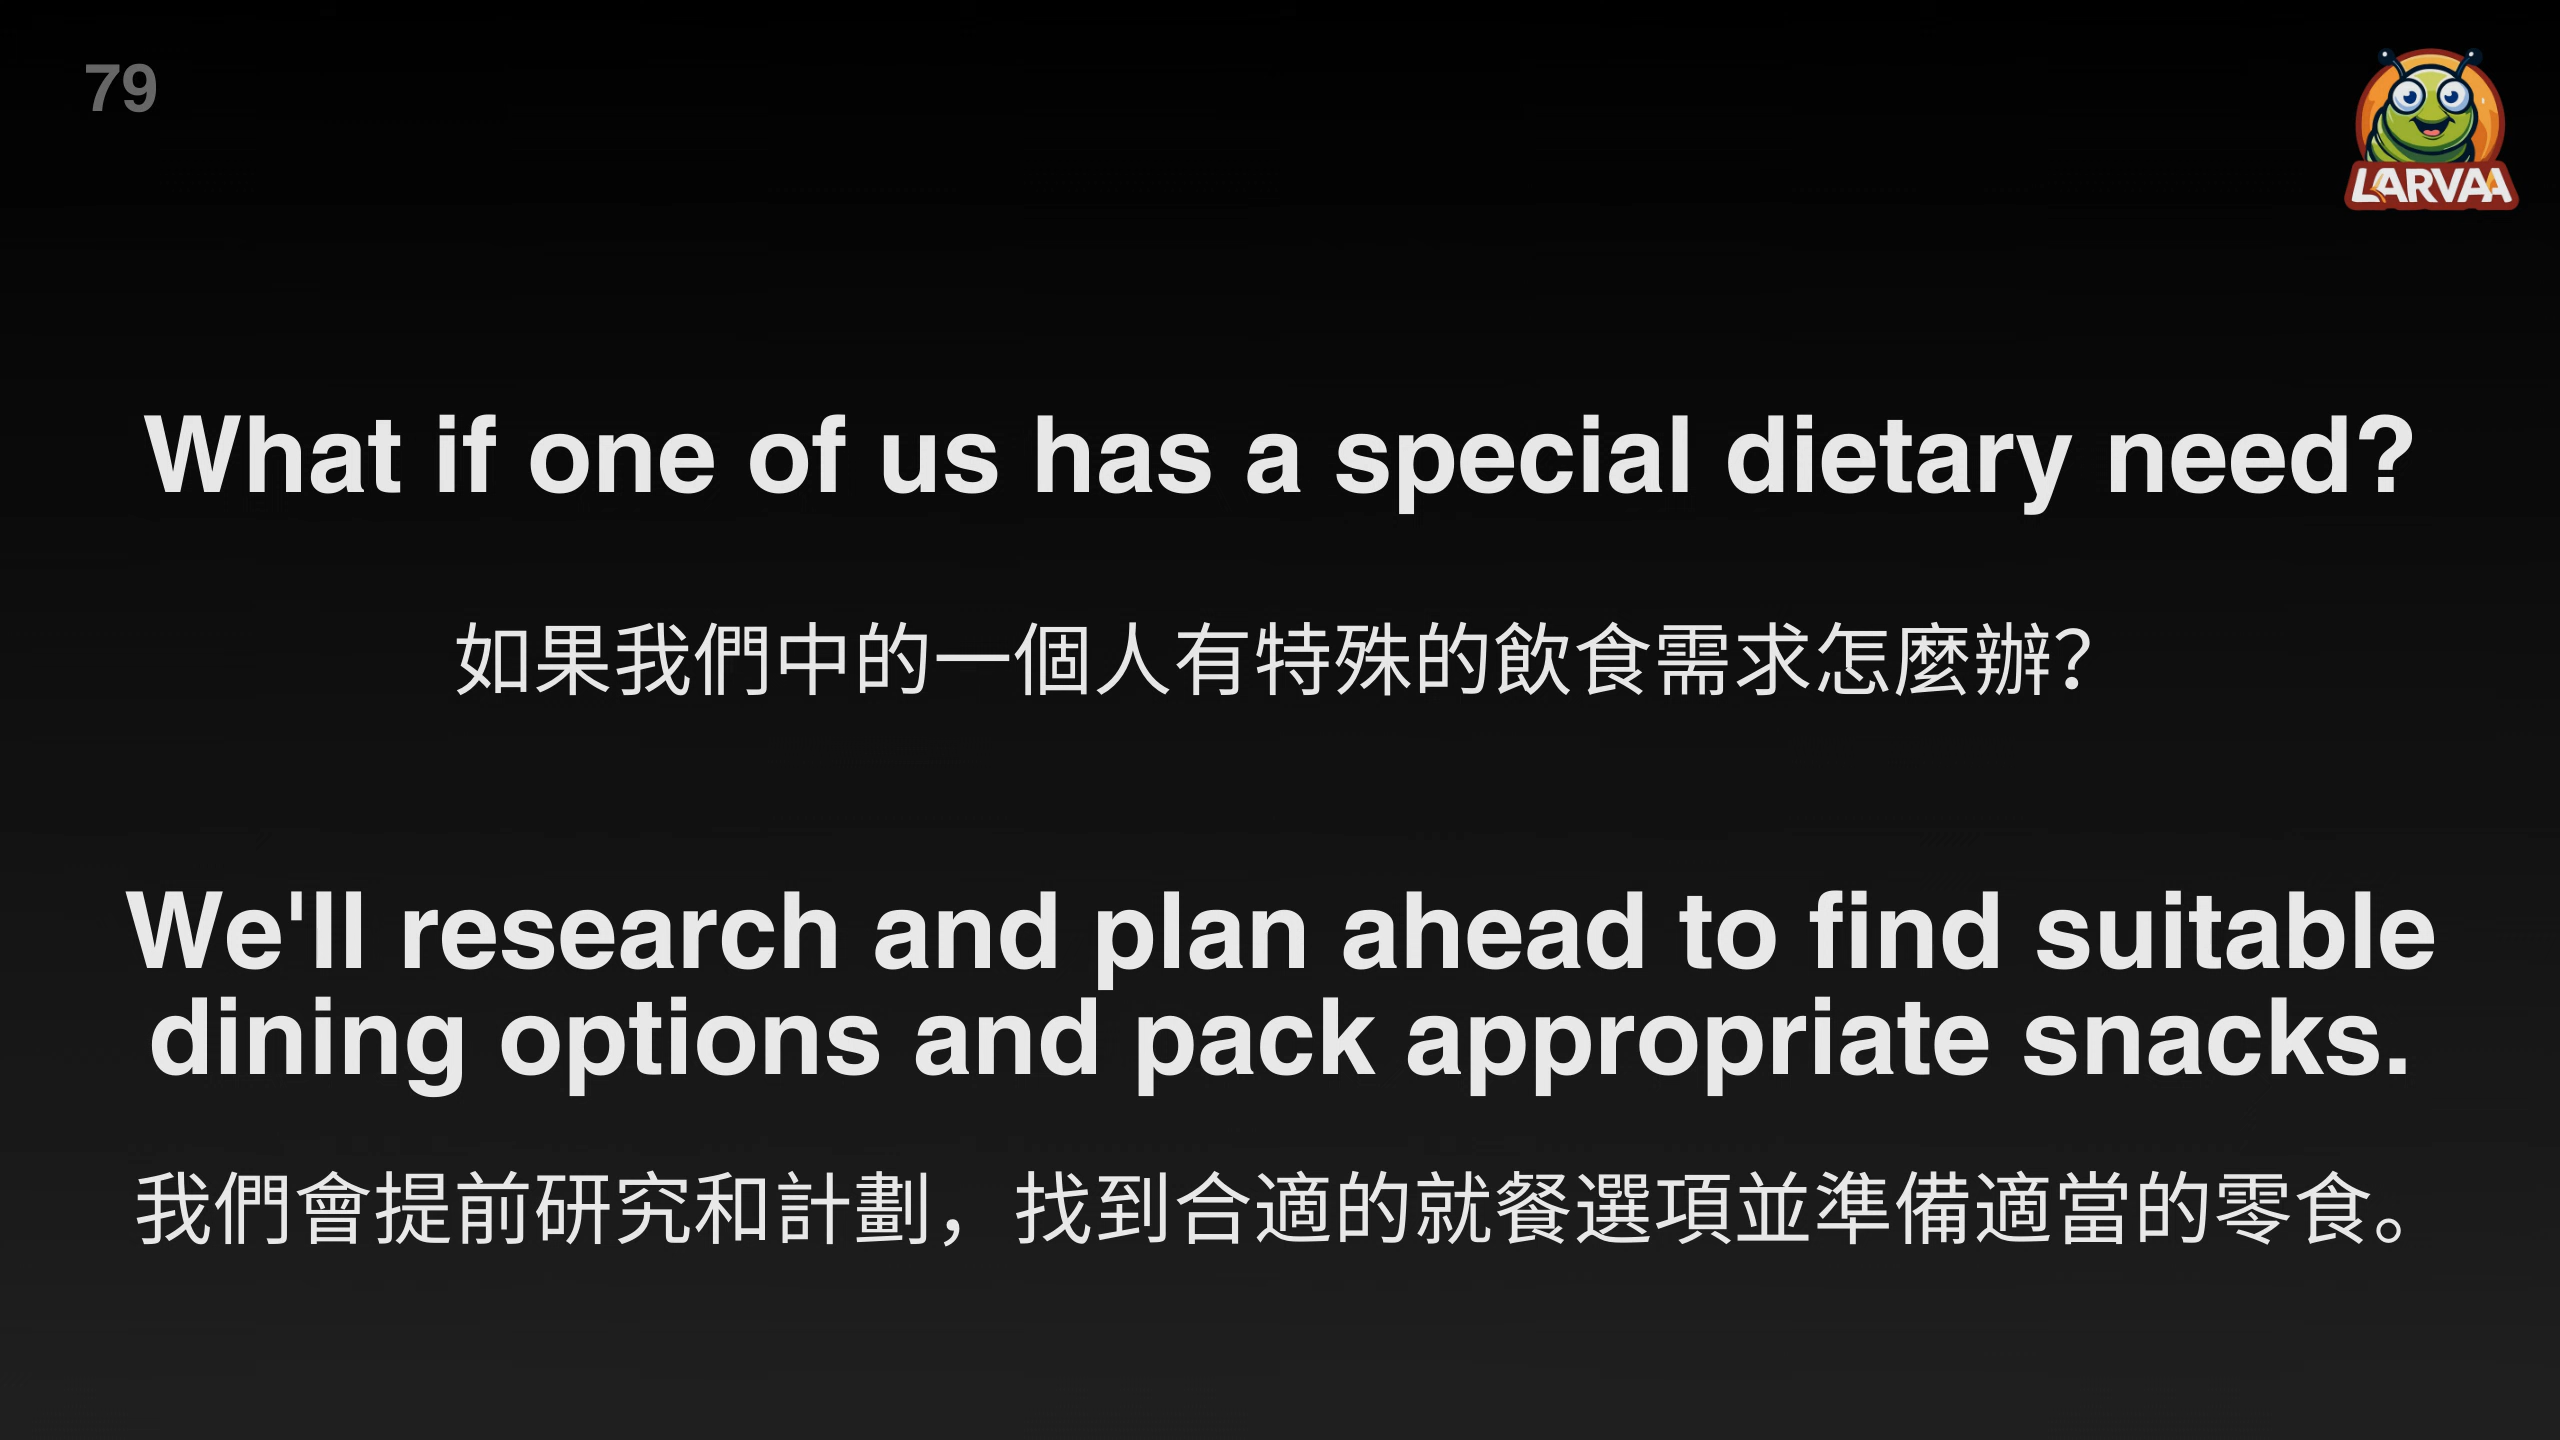 79
LARVAA
What if one of us has a special dietary need?
如果我們中的一個人有特殊的飲食需求怎麼辦？
We'll research and plan ahead to find suitable
dining options and pack appropriate snacks.
我們會提前研究和計劃，找到合適的就餐選項並準備適當的零食。